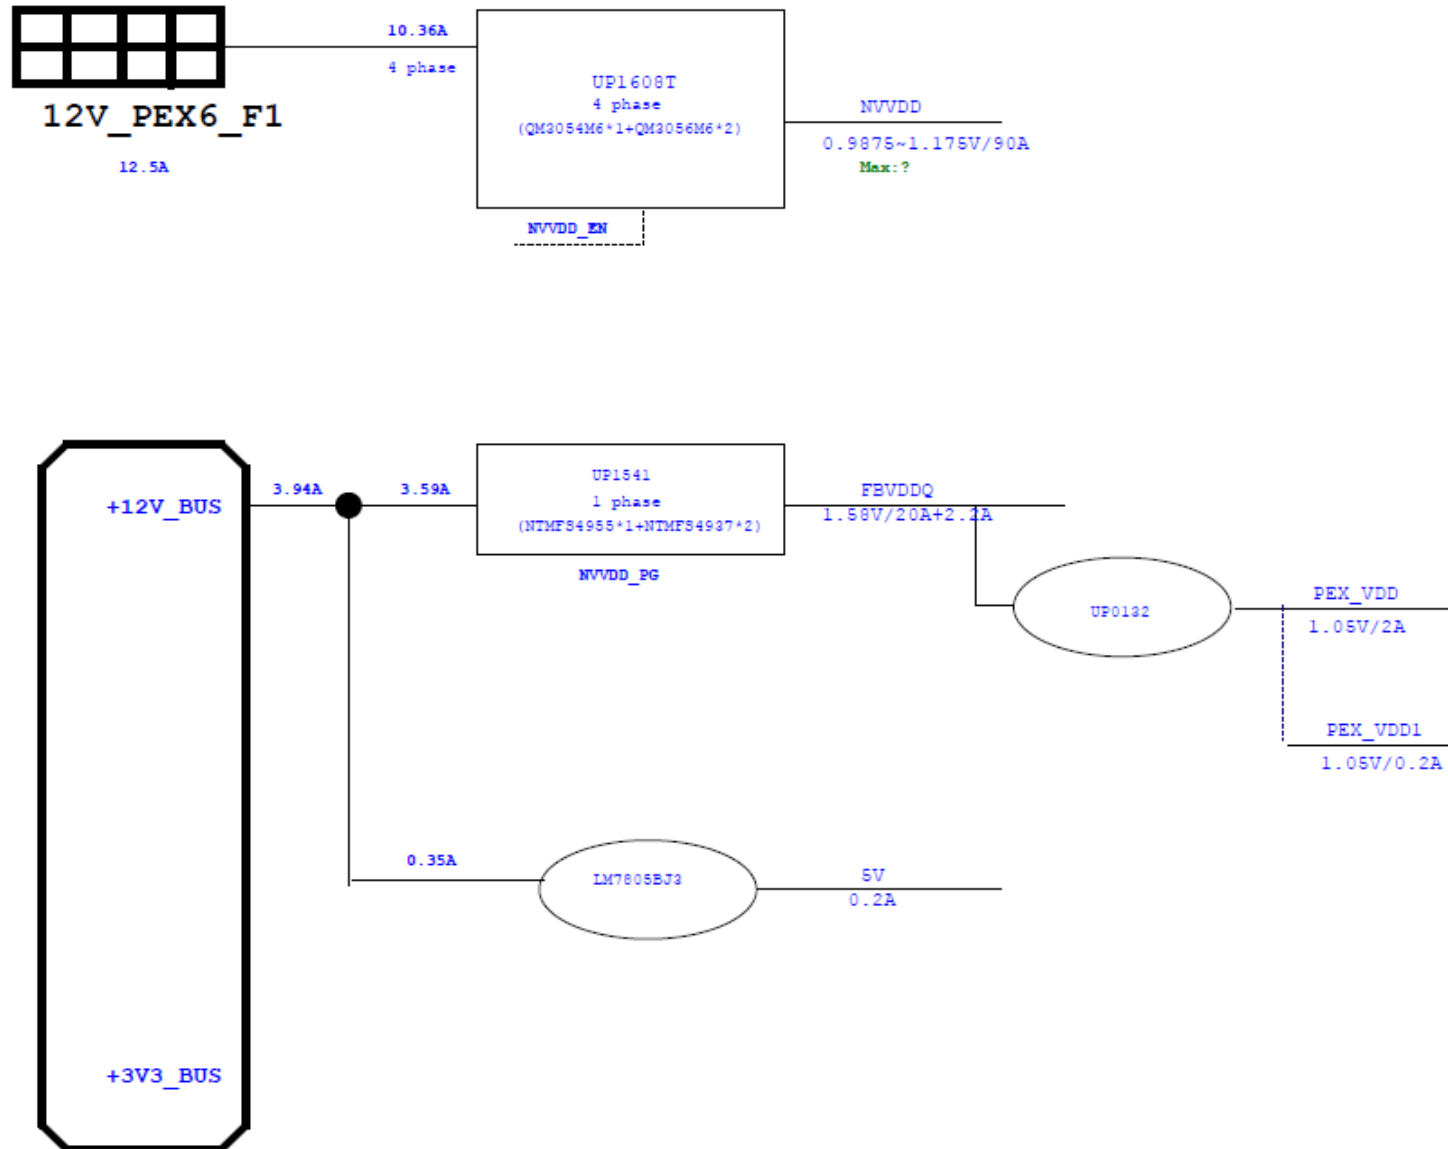 10.36A
4 phase
12V_PEX6_F1
12.5A
UP1608T
4 phase
(QM3054M6*1+QM3056M6*2)
NVVDD
0.9875~1.175V/90A
Max:?
NVVDD_EN
+12V_BUS
3.94A
3.59A
UP1541
1 phase
(NTMFS4955*1+NTMFS4937*2)
NVVDD_PG
FBVDDQ
1.58V/20A+2.2A
UP0132
PEX_VDD
1.05V/2A
PEX_VDD1
1.05V/0.2A
0.35A
LM7805BJ3
5V
0.2A
+3V3_BUS